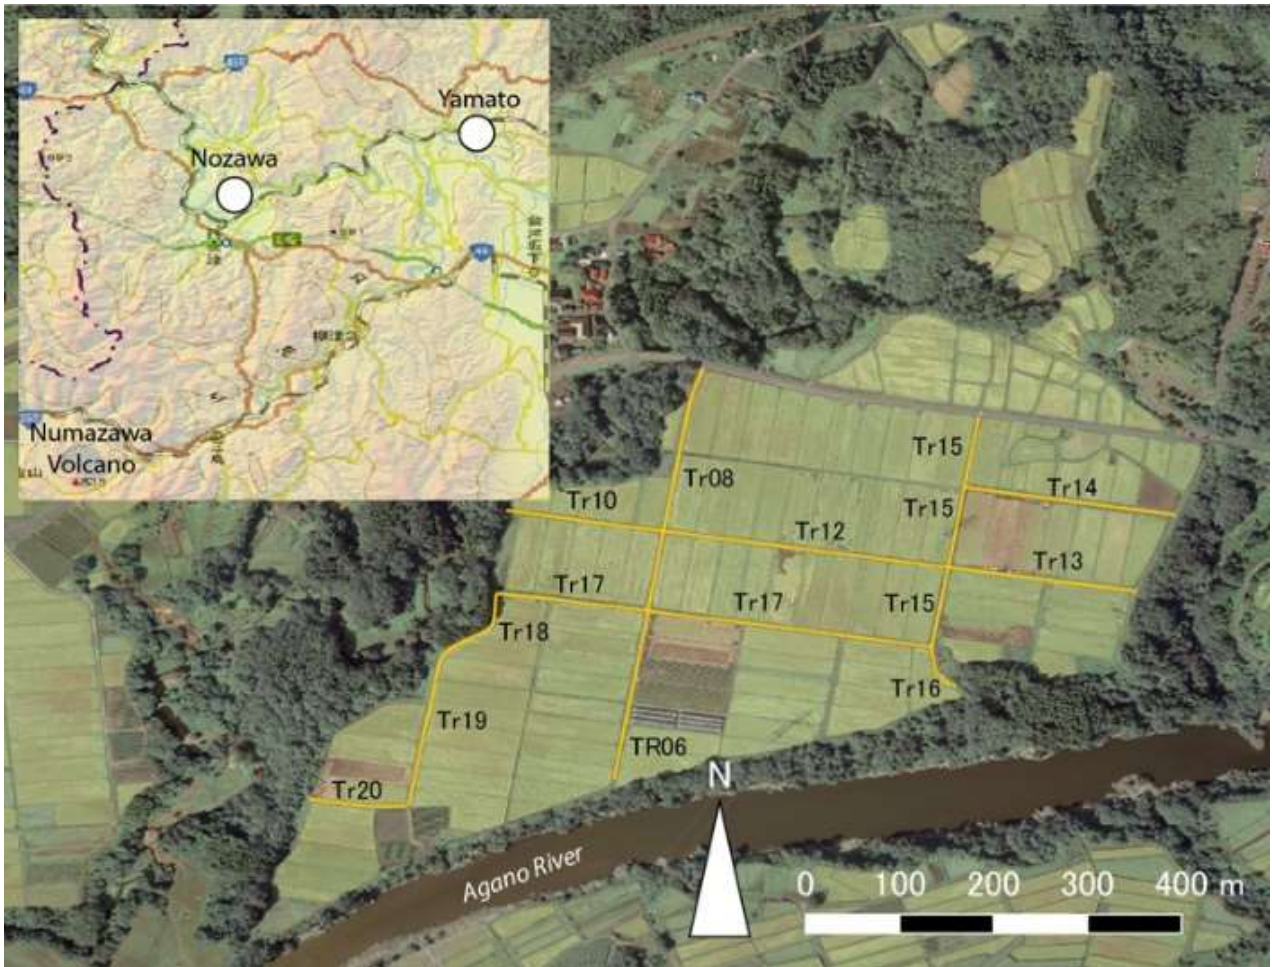 Yamato
Nozawa
Numazawa
Volcano
Tr15
Tr08
Tr14
Tr10
Tr15
Tr12
Tr13
Tr17
Tr17
Tr15
Tr18
Tr16
Tr19
TR06
N
Tr20
Agano River
0 100 200 300 400 m